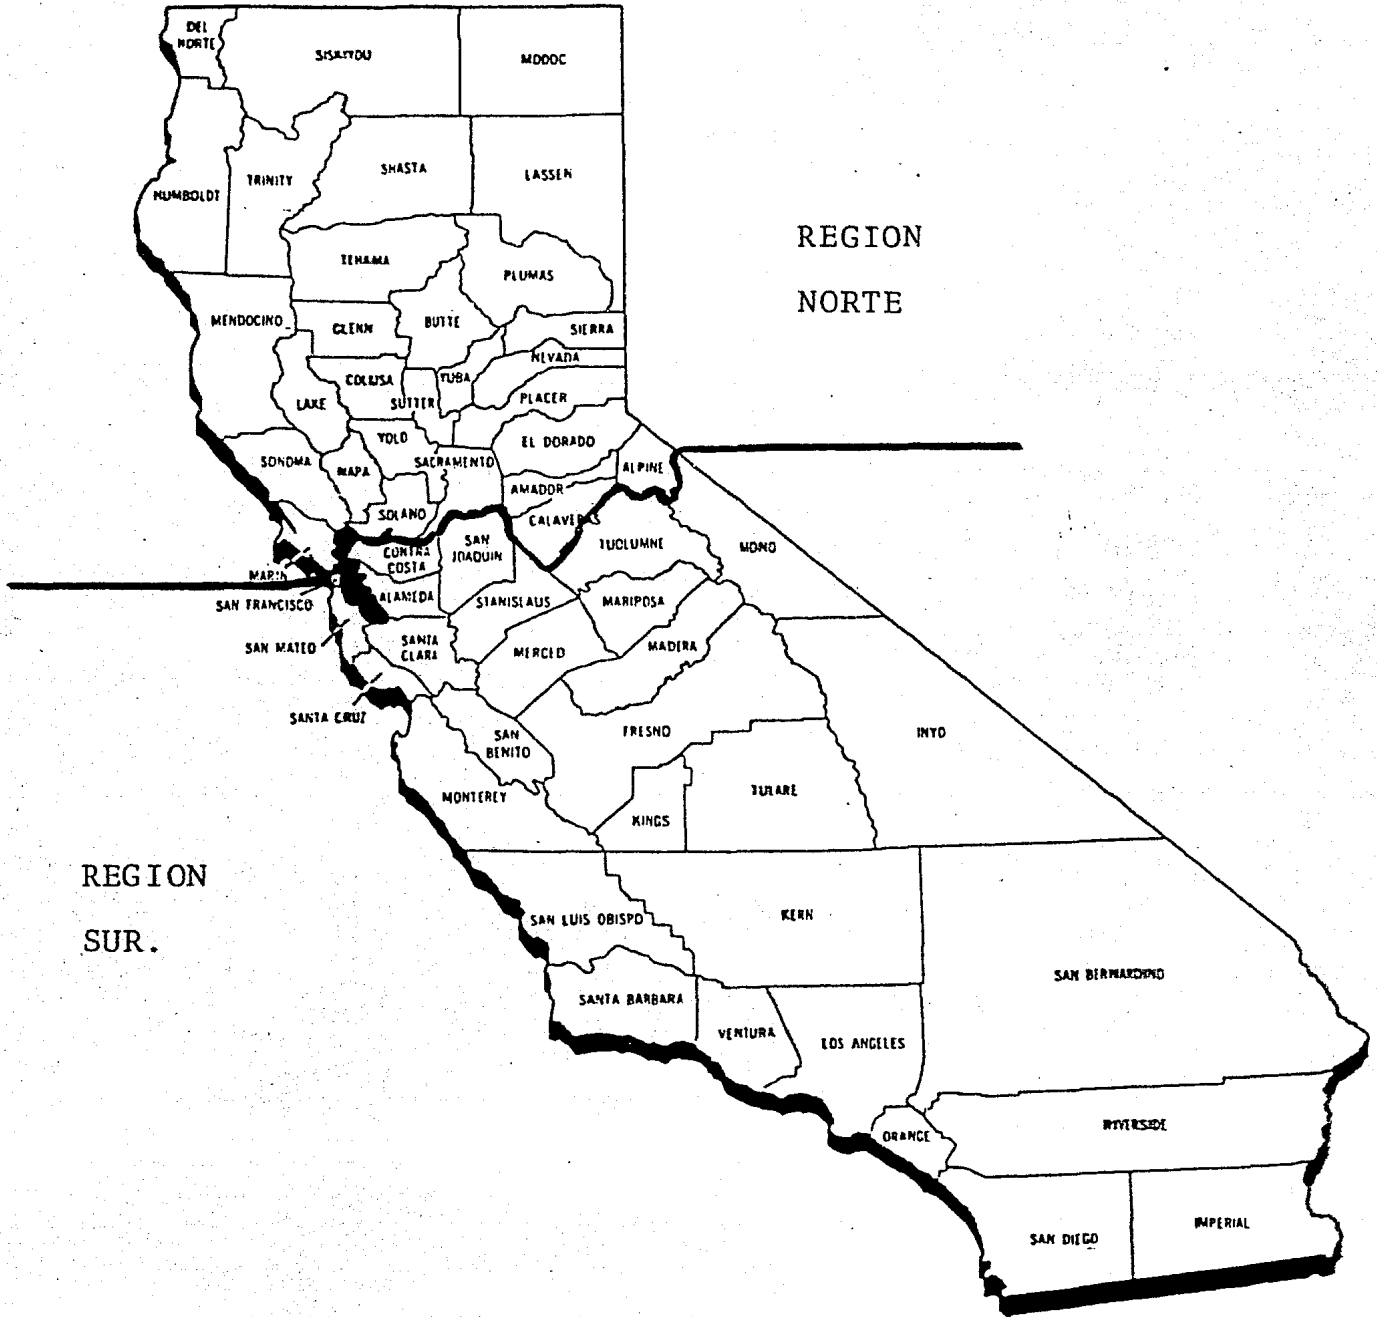 DEL
NORTE
SISKIYOU
MODOC
HUMBOLDT
TRINITY
SHASTA
LASSEN
REGION
NORTE
TEHAMA
PLUMAS
MENDOCINO
GLENN
BUTTE
SIERRA
NEVADA
COLUSA
YUBA
LAKE
SUTTER
PLACER
YOLO
EL DORADO
SONOMA
NAPA
SACRAMENTO
ALPINE
AMADOR
SOLANO
CALAVERAS
SAN
JOAQUIN
TUOLUMNE
MONO
CONTRA
COSTA
MARIN
SAN FRANCISCO
ALAMEDA
STANISLAUS
MARIPOSA
SAN MATEO
SANTA
CLARA
MERCED
MADERA
SANTA CRUZ
SAN
BENITO
FRESNO
INYO
MONTEREY
KINGS
TULARE
REGION
SUR.
SAN LUIS OBISPO
KERN
SAN BERNARDINO
SANTA BARBARA
VENTURA
LOS ANGELES
ORANGE
RIVERSIDE
SAN DIEGO
IMPERIAL